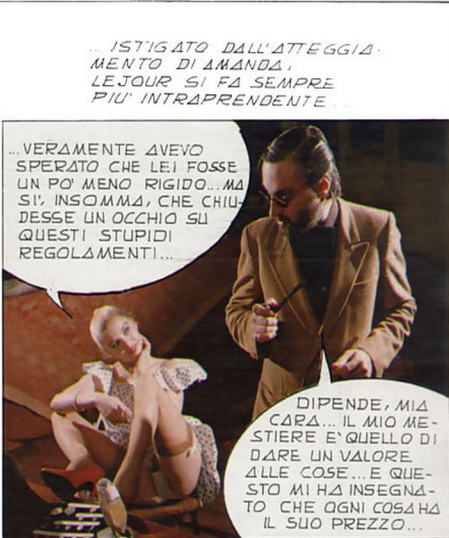 ... ISTIGATO DALL'ATTEGGIA-
MENTO DI AMANDA,
LEJOUR SI FA SEMPRE
PIU' INTRAPRENDENTE...
...VERAMENTE AVEVO
SPERATO CHE LEI FOSSE
UN PO' MENO RIGIDO...MA
SI', INSOMMA, CHE CHIU-
DESSE UN OCCHIO SU
QUESTI STUPIDI
REGOLAMENTI...
DIPENDE, MIA
CARA... IL MIO ME-
STIERE E' QUELLO DI
DARE UN VALORE
ALLE COSE...E QUE-
STO MI HA INSEGNA-
TO CHE OGNI COSA HA
IL SUO PREZZO...